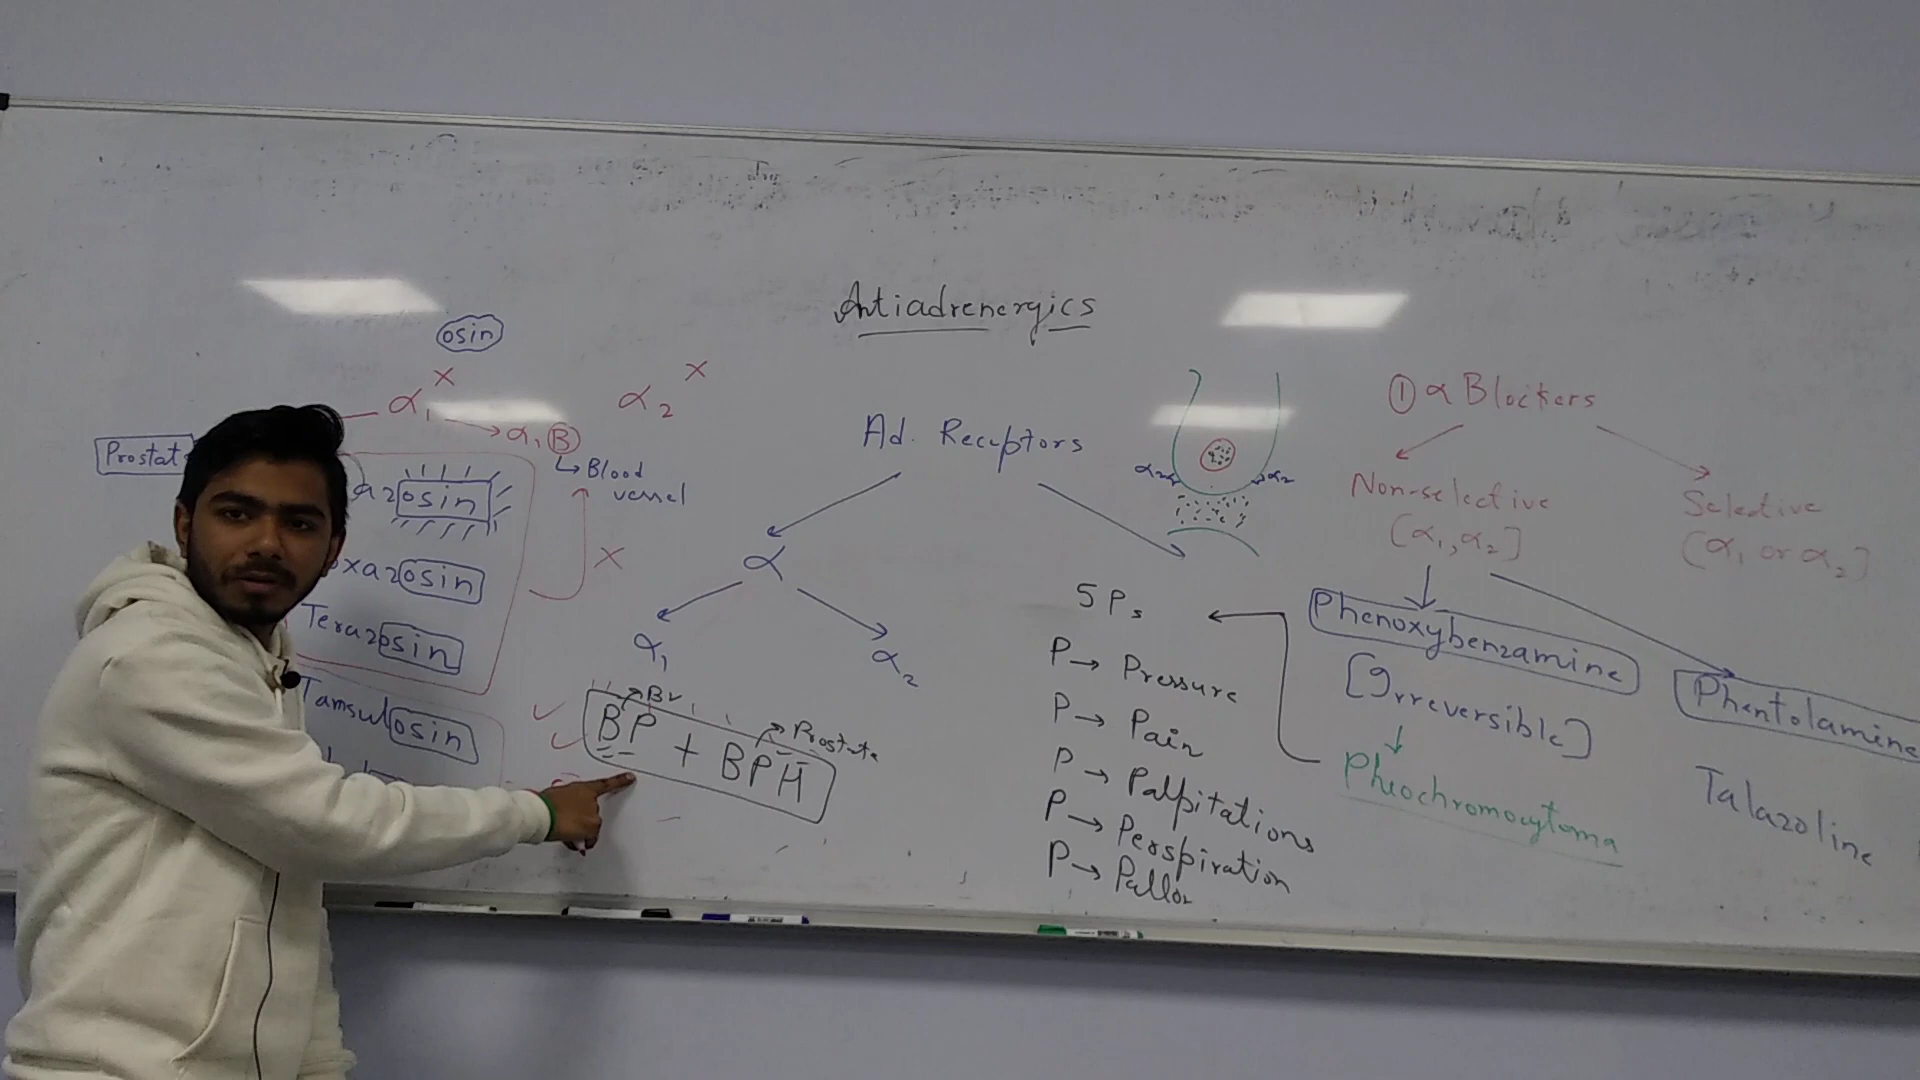 Antiadrenergics
osin
α₁ ×
α₂ ×
Prostat
α₁ B
↳ Blood
vessel
azosin
oxazosin
×
Terazosin
Tamsulosin
Ad. Receptors
α
α₁
α₂
→ BV
BP + BPH
→ Prostate
α₂
α₂
① α Blockers
Non-selective
[α₁, α₂]
Selective
[α₁ or α₂]
Phenoxybenzamine
[Irreversible]
Pheochromocytoma
Phentolamine
Talazoline
5 Ps
P → Pressure
P → Pain
P → Palpitations
P → Perspiration
P → Pallor